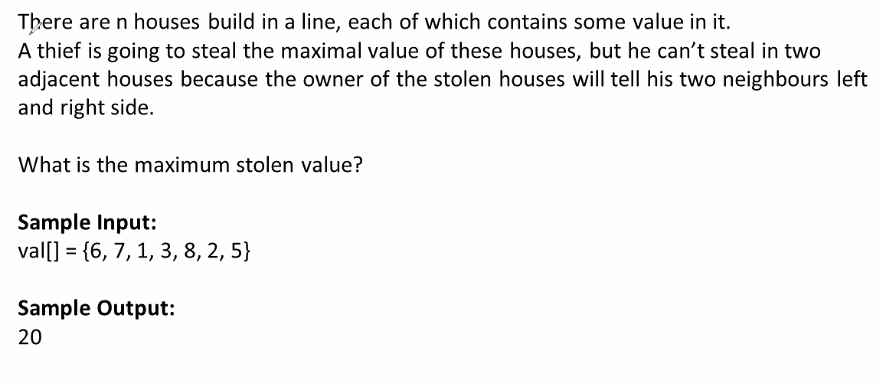 There are n houses build in a line, each of which contains some value in it.
A thief is going to steal the maximal value of these houses, but he can’t steal in two
adjacent houses because the owner of the stolen houses will tell his two neighbours left
and right side.
What is the maximum stolen value?
Sample Input:
val[] = {6, 7, 1, 3, 8, 2, 5}
Sample Output:
20